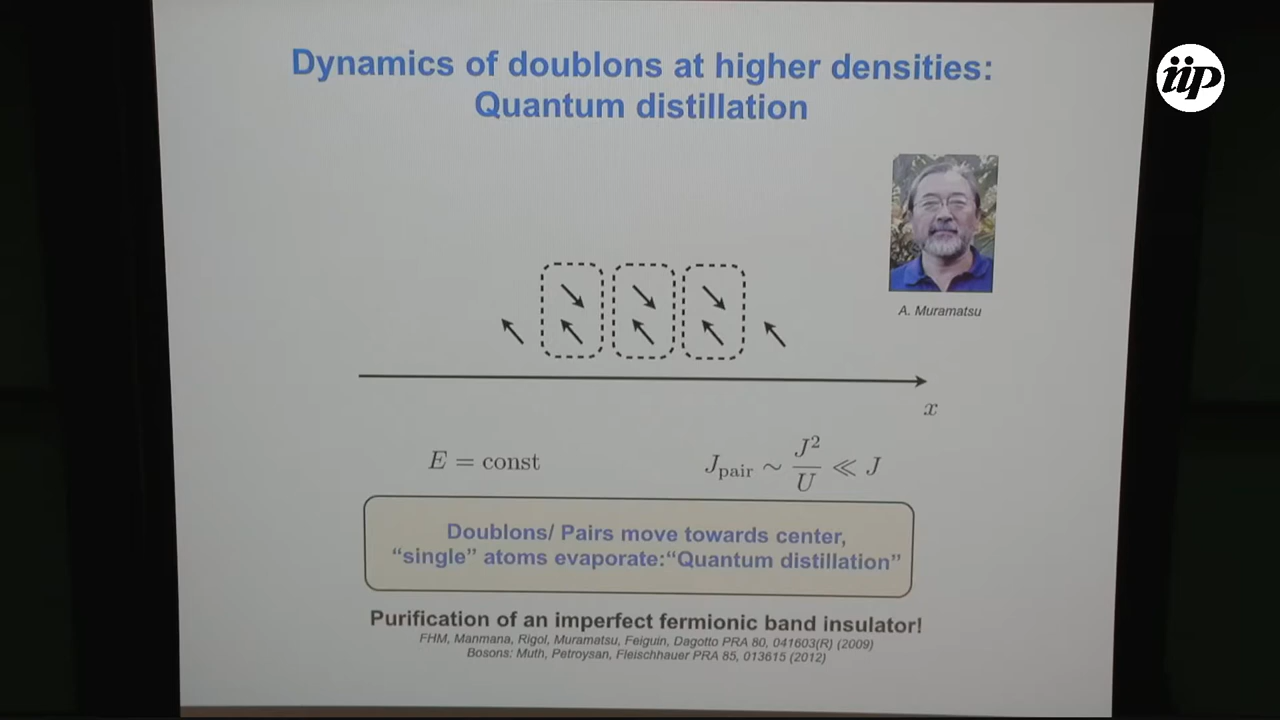 Dynamics of doublons at higher densities:
Quantum distillation
iip
A. Muramatsu
x
E = const
J_pair ~ J²/U ≪ J
Doublons/ Pairs move towards center,
“single” atoms evaporate:“Quantum distillation”
Purification of an imperfect fermionic band insulator!
FHM, Manmana, Rigol, Muramatsu, Feiguin, Dagotto PRA 80, 041603(R) (2009)
Bosons: Muth, Petroysan, Fleischhauer PRA 85, 013615 (2012)